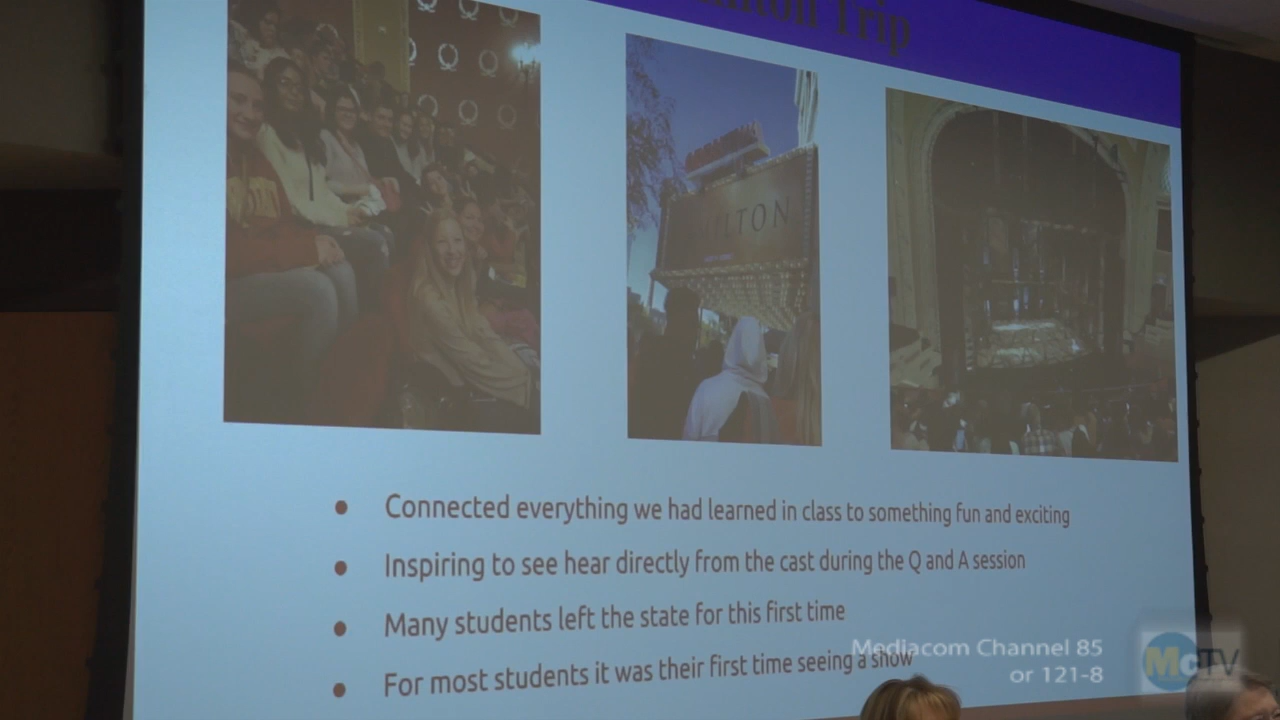 Trip
Connected everything we had learned in class to something fun and exciting
Inspiring to see hear directly from the cast during the Q and A session
Many students left the state for this first time
For most students it was their first time seeing a show
Mediacom Channel 85
or 121-8
McTV